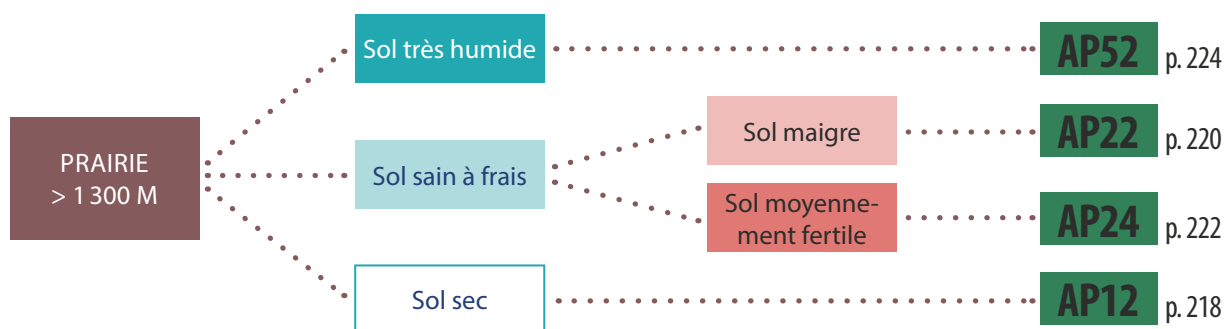 Sol très humide
AP52 p. 224
PRAIRIE
> 1 300 M
Sol sain à frais
Sol maigre
AP22 p. 220
Sol moyenne-
ment fertile
AP24 p. 222
Sol sec
AP12 p. 218